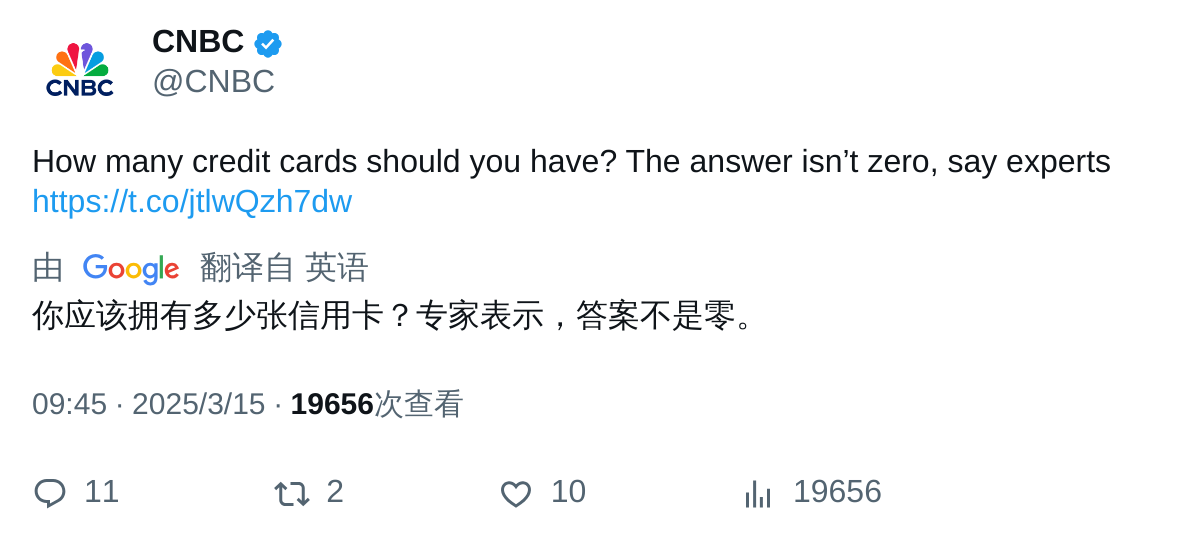 CNBC
CNBC
@CNBC
How many credit cards should you have? The answer isn’t zero, say experts
https://t.co/jtlwQzh7dw
由 Google 翻译自 英语
你应该拥有多少张信用卡？专家表示，答案不是零。
09:45 · 2025/3/15 · 19656次查看
11 2 10 19656